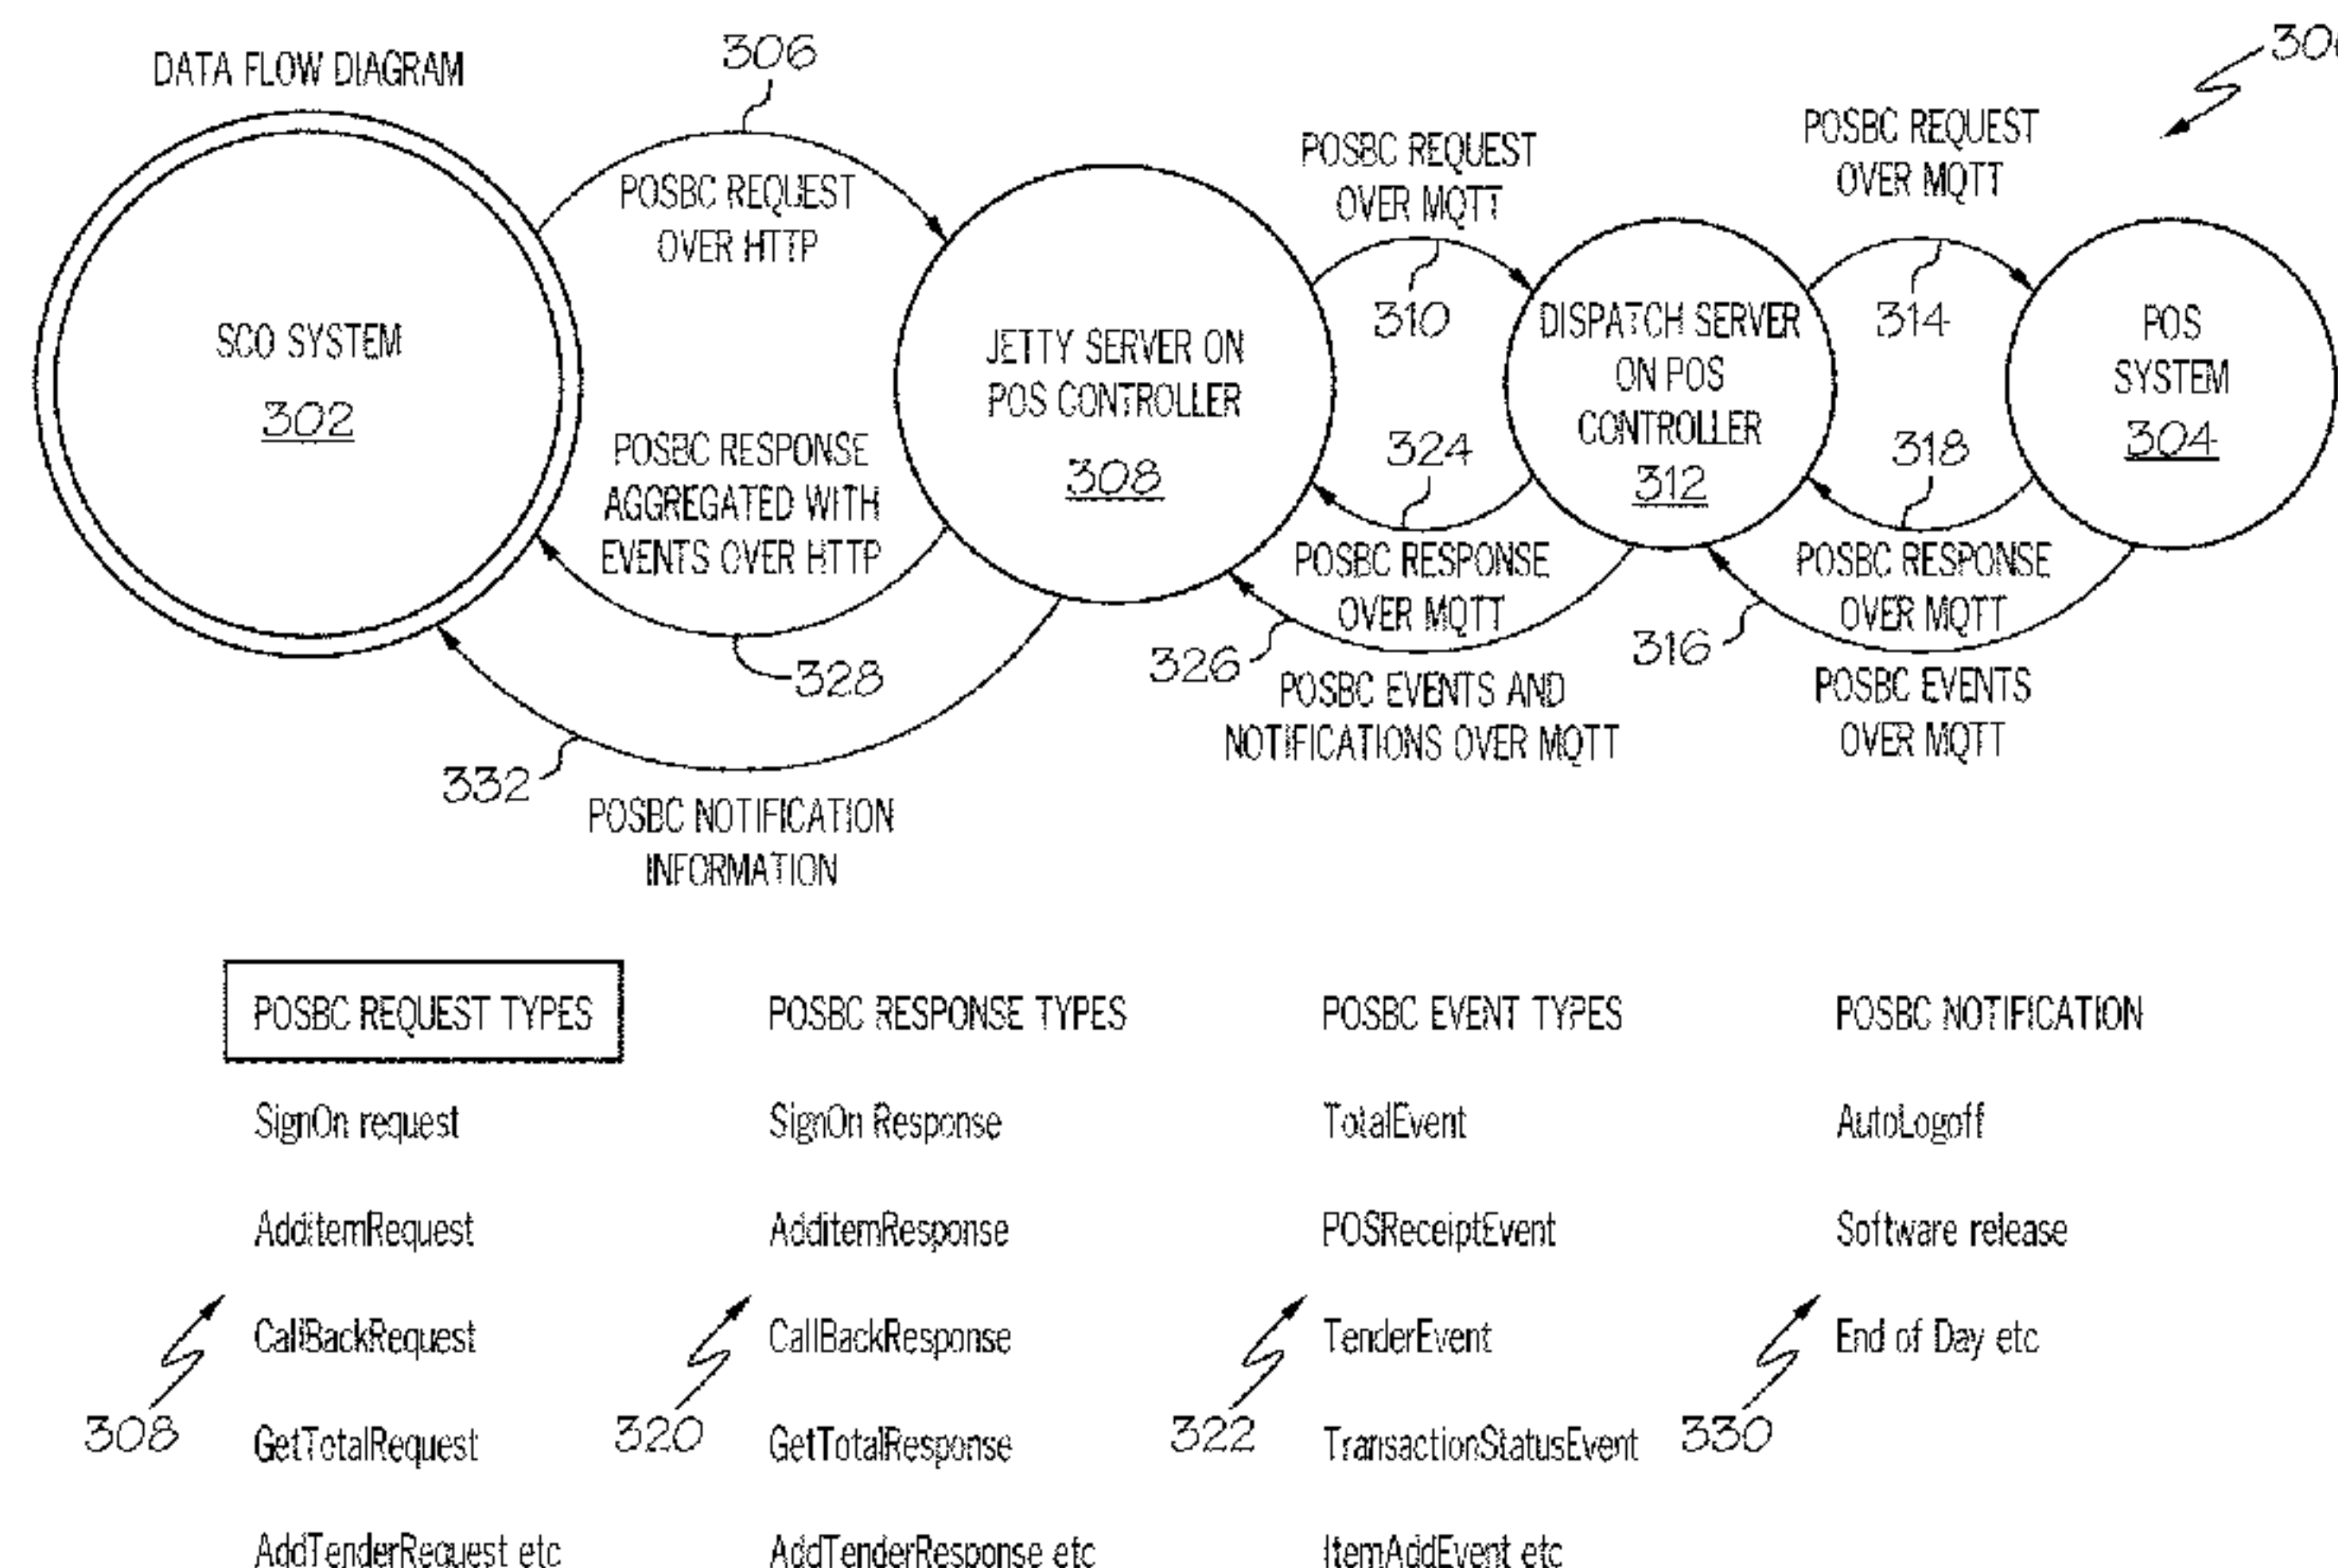 DATA FLOW DIAGRAM
306
POSBC REQUEST
OVER HTTP
POSBC REQUEST
OVER MQTT
POSBC REQUEST
OVER MQTT
310
314
SCO SYSTEM
302
JETTY SERVER ON
POS CONTROLLER
308
DISPATCH SERVER
ON POS
CONTROLLER
312
POS
SYSTEM
304
POSBC RESPONSE
AGGREGATED WITH
EVENTS OVER HTTP
324
318
POSBC RESPONSE
OVER MQTT
POSBC RESPONSE
OVER MQTT
328
326
316
POSBC EVENTS AND
NOTIFICATIONS OVER MQTT
POSBC EVENTS
OVER MQTT
332
POSBC NOTIFICATION
INFORMATION
POSBC REQUEST TYPES
SignOn request
AdditemRequest
CallBackRequest
GetTotalRequest
AddTenderRequest etc
308
POSBC RESPONSE TYPES
SignOn Response
AdditemResponse
CallBackResponse
GetTotalResponse
AddTenderResponse etc
320
POSBC EVENT TYPES
TotalEvent
POSReceiptEvent
TenderEvent
TransactionStatusEvent
ItemAddEvent etc
322
POSBC NOTIFICATION
AutoLogoff
Software release
End of Day etc
330